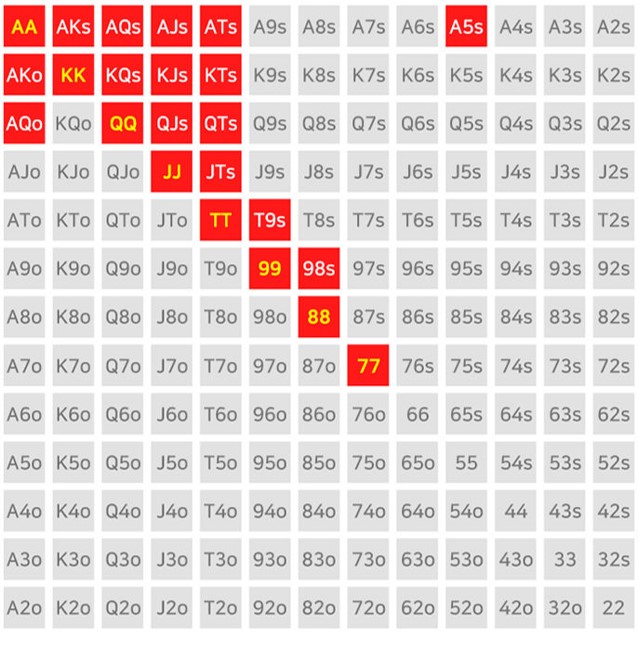 AA AKs AQs AJs ATs A9s A8s A7s A6s A5s A4s A3s A2s
AKo KK KQs KJs KTs K9s K8s K7s K6s K5s K4s K3s K2s
AQo KQo QQ QJs QTs Q9s Q8s Q7s Q6s Q5s Q4s Q3s Q2s
AJo KJo QJo JJ JTs J9s J8s J7s J6s J5s J4s J3s J2s
ATo KTo QTo JTo TT T9s T8s T7s T6s T5s T4s T3s T2s
A9o K9o Q9o J9o T9o 99 98s 97s 96s 95s 94s 93s 92s
A8o K8o Q8o J8o T8o 98o 88 87s 86s 85s 84s 83s 82s
A7o K7o Q7o J7o T7o 97o 87o 77 76s 75s 74s 73s 72s
A6o K6o Q6o J6o T6o 96o 86o 76o 66 65s 64s 63s 62s
A5o K5o Q5o J5o T5o 95o 85o 75o 65o 55 54s 53s 52s
A4o K4o Q4o J4o T4o 94o 84o 74o 64o 54o 44 43s 42s
A3o K3o Q3o J3o T3o 93o 83o 73o 63o 53o 43o 33 32s
A2o K2o Q2o J2o T2o 92o 82o 72o 62o 52o 42o 32o 22